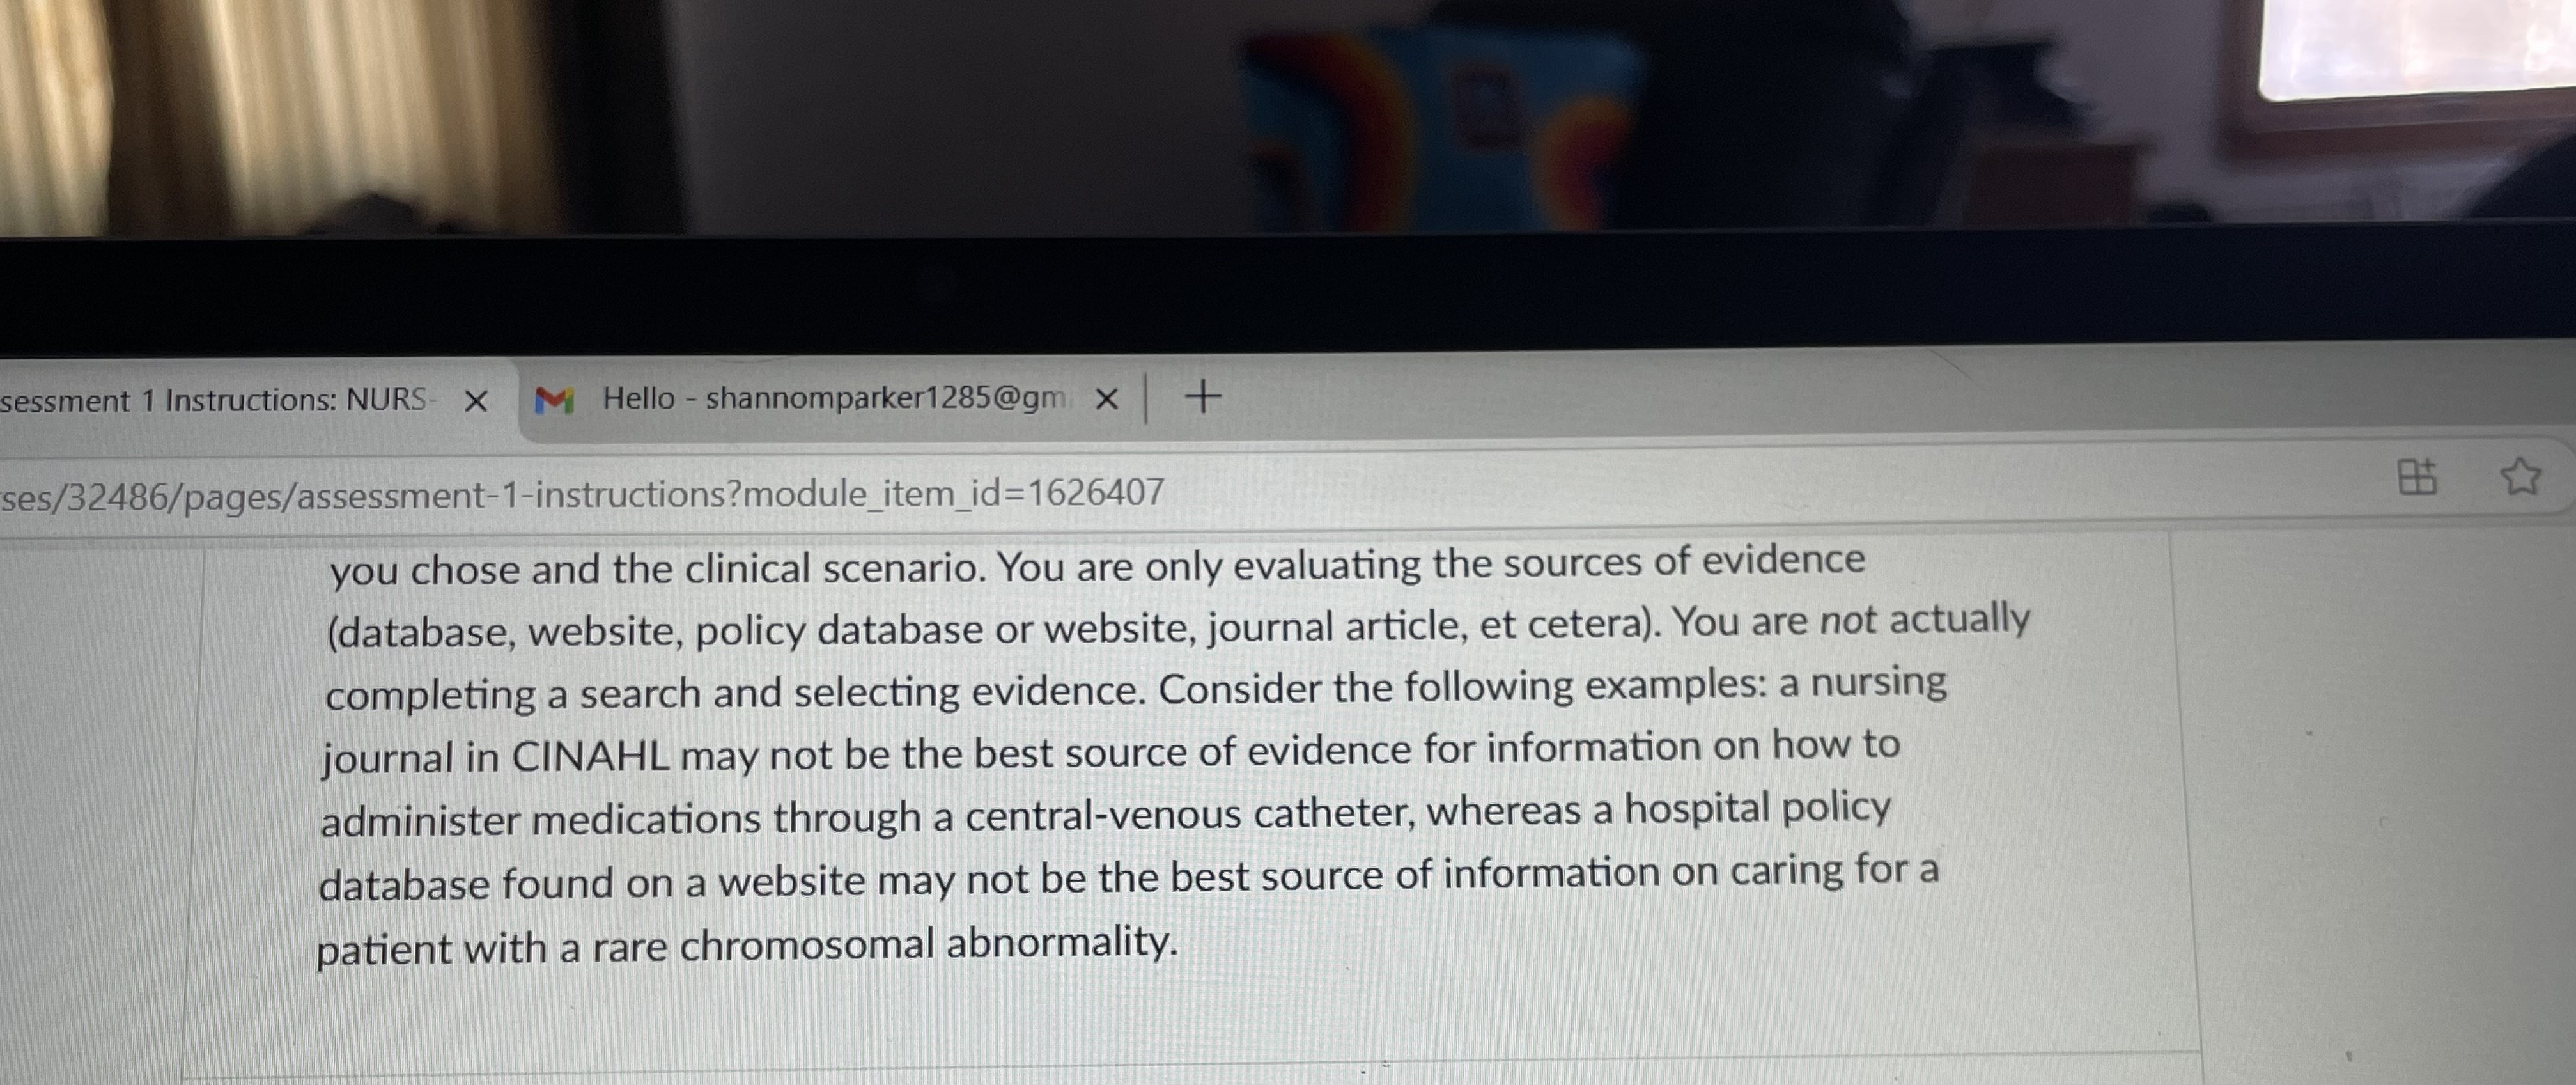 sessment 1 Instructions: NURS-
Hello - shannomparker1285@gm
ses/32486/pages/assessment-1-instructions?module_item_id=1626407
you chose and the clinical scenario. You are only evaluating the sources of evidence
(database, website, policy database or website, journal article, et cetera). You are not actually
completing a search and selecting evidence. Consider the following examples: a nursing
journal in CINAHL may not be the best source of evidence for information on how to
administer medications through a central-venous catheter, whereas a hospital policy
database found on a website may not be the best source of information on caring for a
patient with a rare chromosomal abnormality.